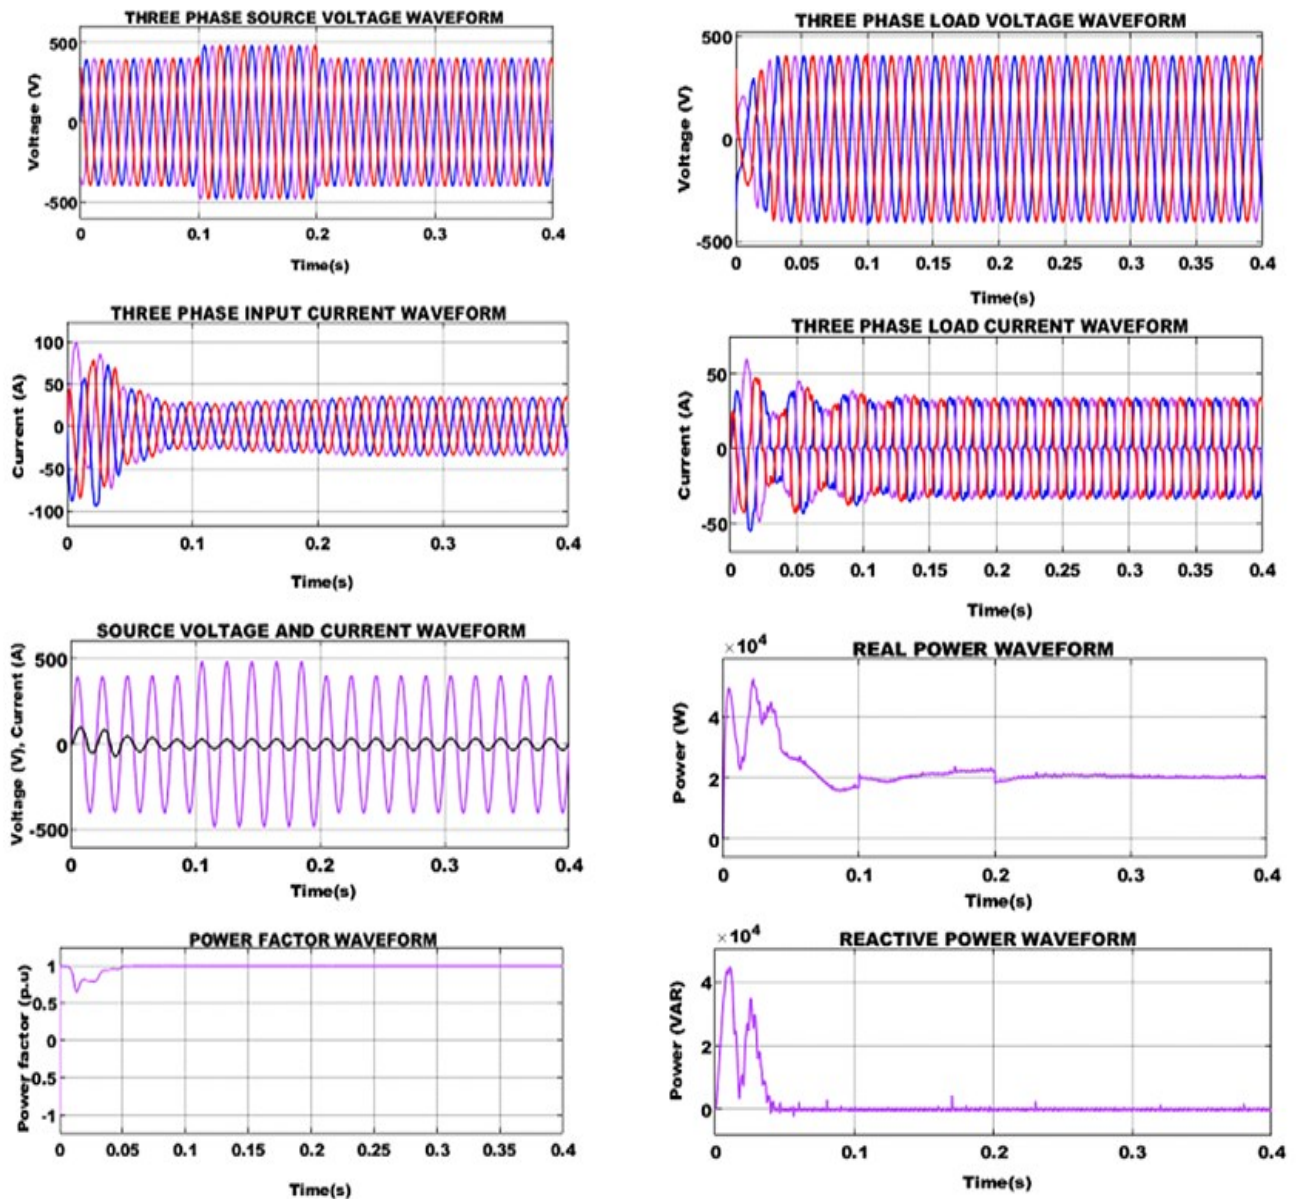 THREE PHASE SOURCE VOLTAGE WAVEFORM
Voltage (V)
500
0
-500
0 0.1 0.2 0.3 0.4
Time(s)
THREE PHASE LOAD VOLTAGE WAVEFORM
Voltage (V)
500
0
-500
0 0.05 0.1 0.15 0.2 0.25 0.3 0.35 0.4
Time(s)
THREE PHASE INPUT CURRENT WAVEFORM
Current (A)
100
50
0
-50
-100
0 0.1 0.2 0.3 0.4
Time(s)
THREE PHASE LOAD CURRENT WAVEFORM
Current (A)
50
0
-50
0 0.05 0.1 0.15 0.2 0.25 0.3 0.35 0.4
Time(s)
SOURCE VOLTAGE AND CURRENT WAVEFORM
Voltage (V), Current (A)
500
0
-500
0 0.1 0.2 0.3 0.4
Time(s)
×10⁴
REAL POWER WAVEFORM
Power (W)
4
2
0
0 0.1 0.2 0.3 0.4
Time(s)
POWER FACTOR WAVEFORM
Power factor (p.u)
1
0.5
0
-0.5
-1
0 0.05 0.1 0.15 0.2 0.25 0.3 0.35 0.4
Time(s)
×10⁴
REACTIVE POWER WAVEFORM
Power (VAR)
4
2
0
0 0.1 0.2 0.3 0.4
Time(s)